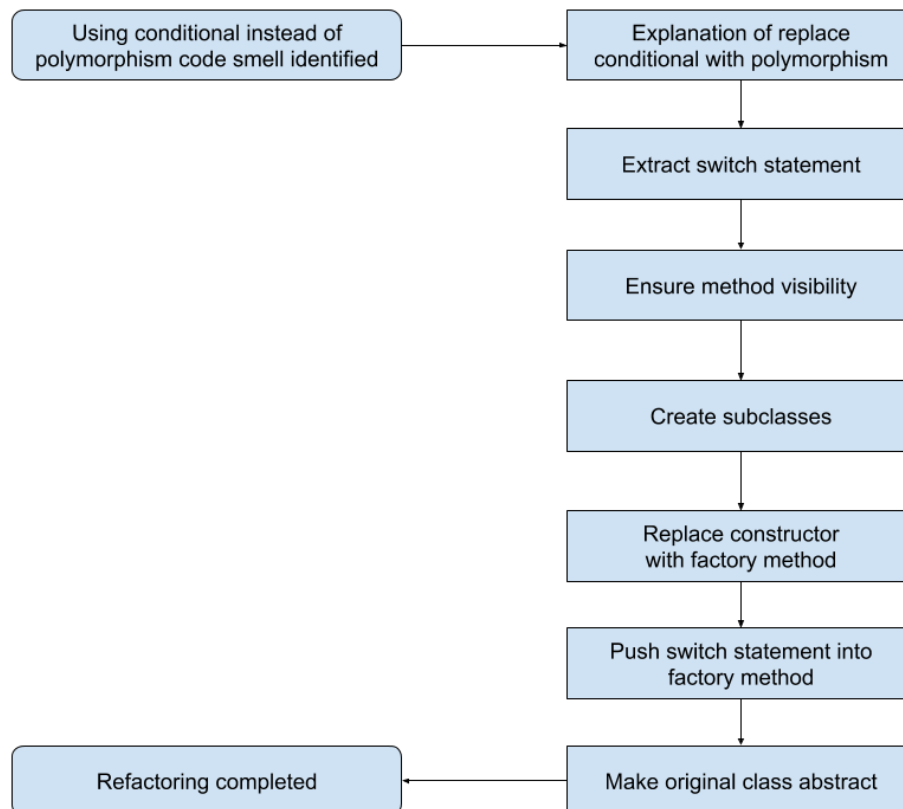 Using conditional instead of
polymorphism code smell identified
Explanation of replace
conditional with polymorphism
Extract switch statement
Ensure method visibility
Create subclasses
Replace constructor
with factory method
Push switch statement into
factory method
Make original class abstract
Refactoring completed